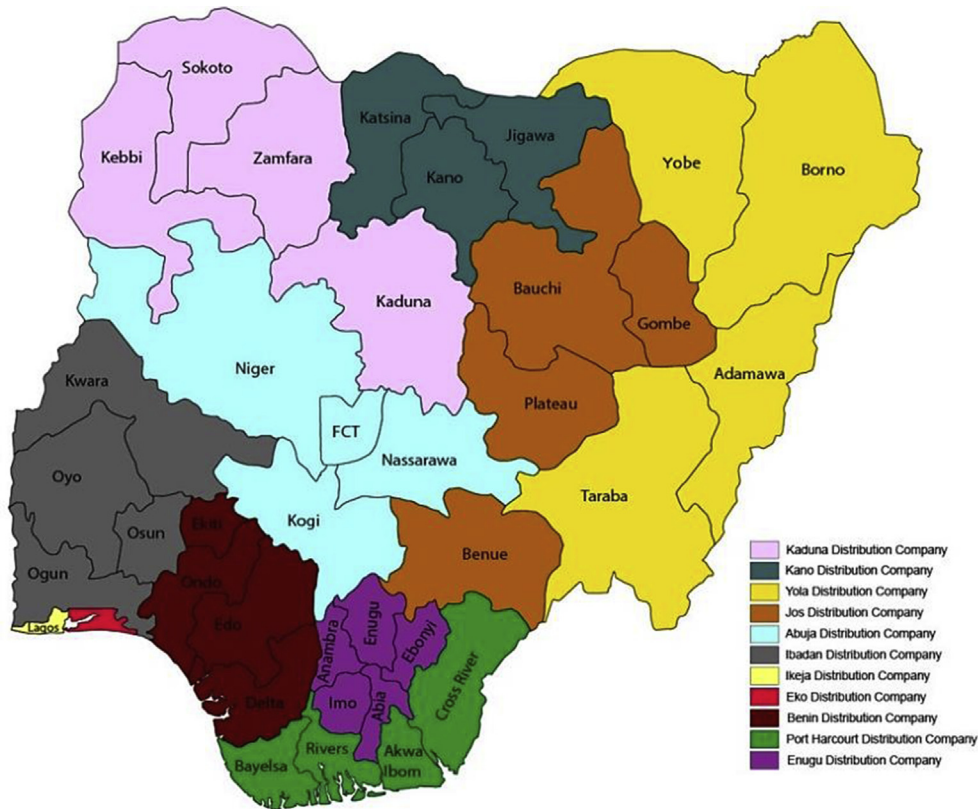 Sokoto
Katsina
Jigawa
Kebbi
Zamfara
Kano
Yobe
Borno
Kaduna
Bauchi
Gombe
Niger
Adamawa
Kwara
Plateau
FCT
Nassarawa
Oyo
Taraba
Kogi
Osun
Ekiti
Benue
Ogun
Ondo
Lagos
Edo
Anambra
Enugu
Ebonyi
Delta
Imo
Abia
Cross River
Rivers
Bayelsa
Akwa
Ibom
Kaduna Distribution Company
Kano Distribution Company
Yola Distribution Company
Jos Distribution Company
Abuja Distribution Company
Ibadan Distribution Company
Ikeja Distribution Company
Eko Distribution Company
Benin Distribution Company
Port Harcourt Distribution Company
Enugu Distribution Company